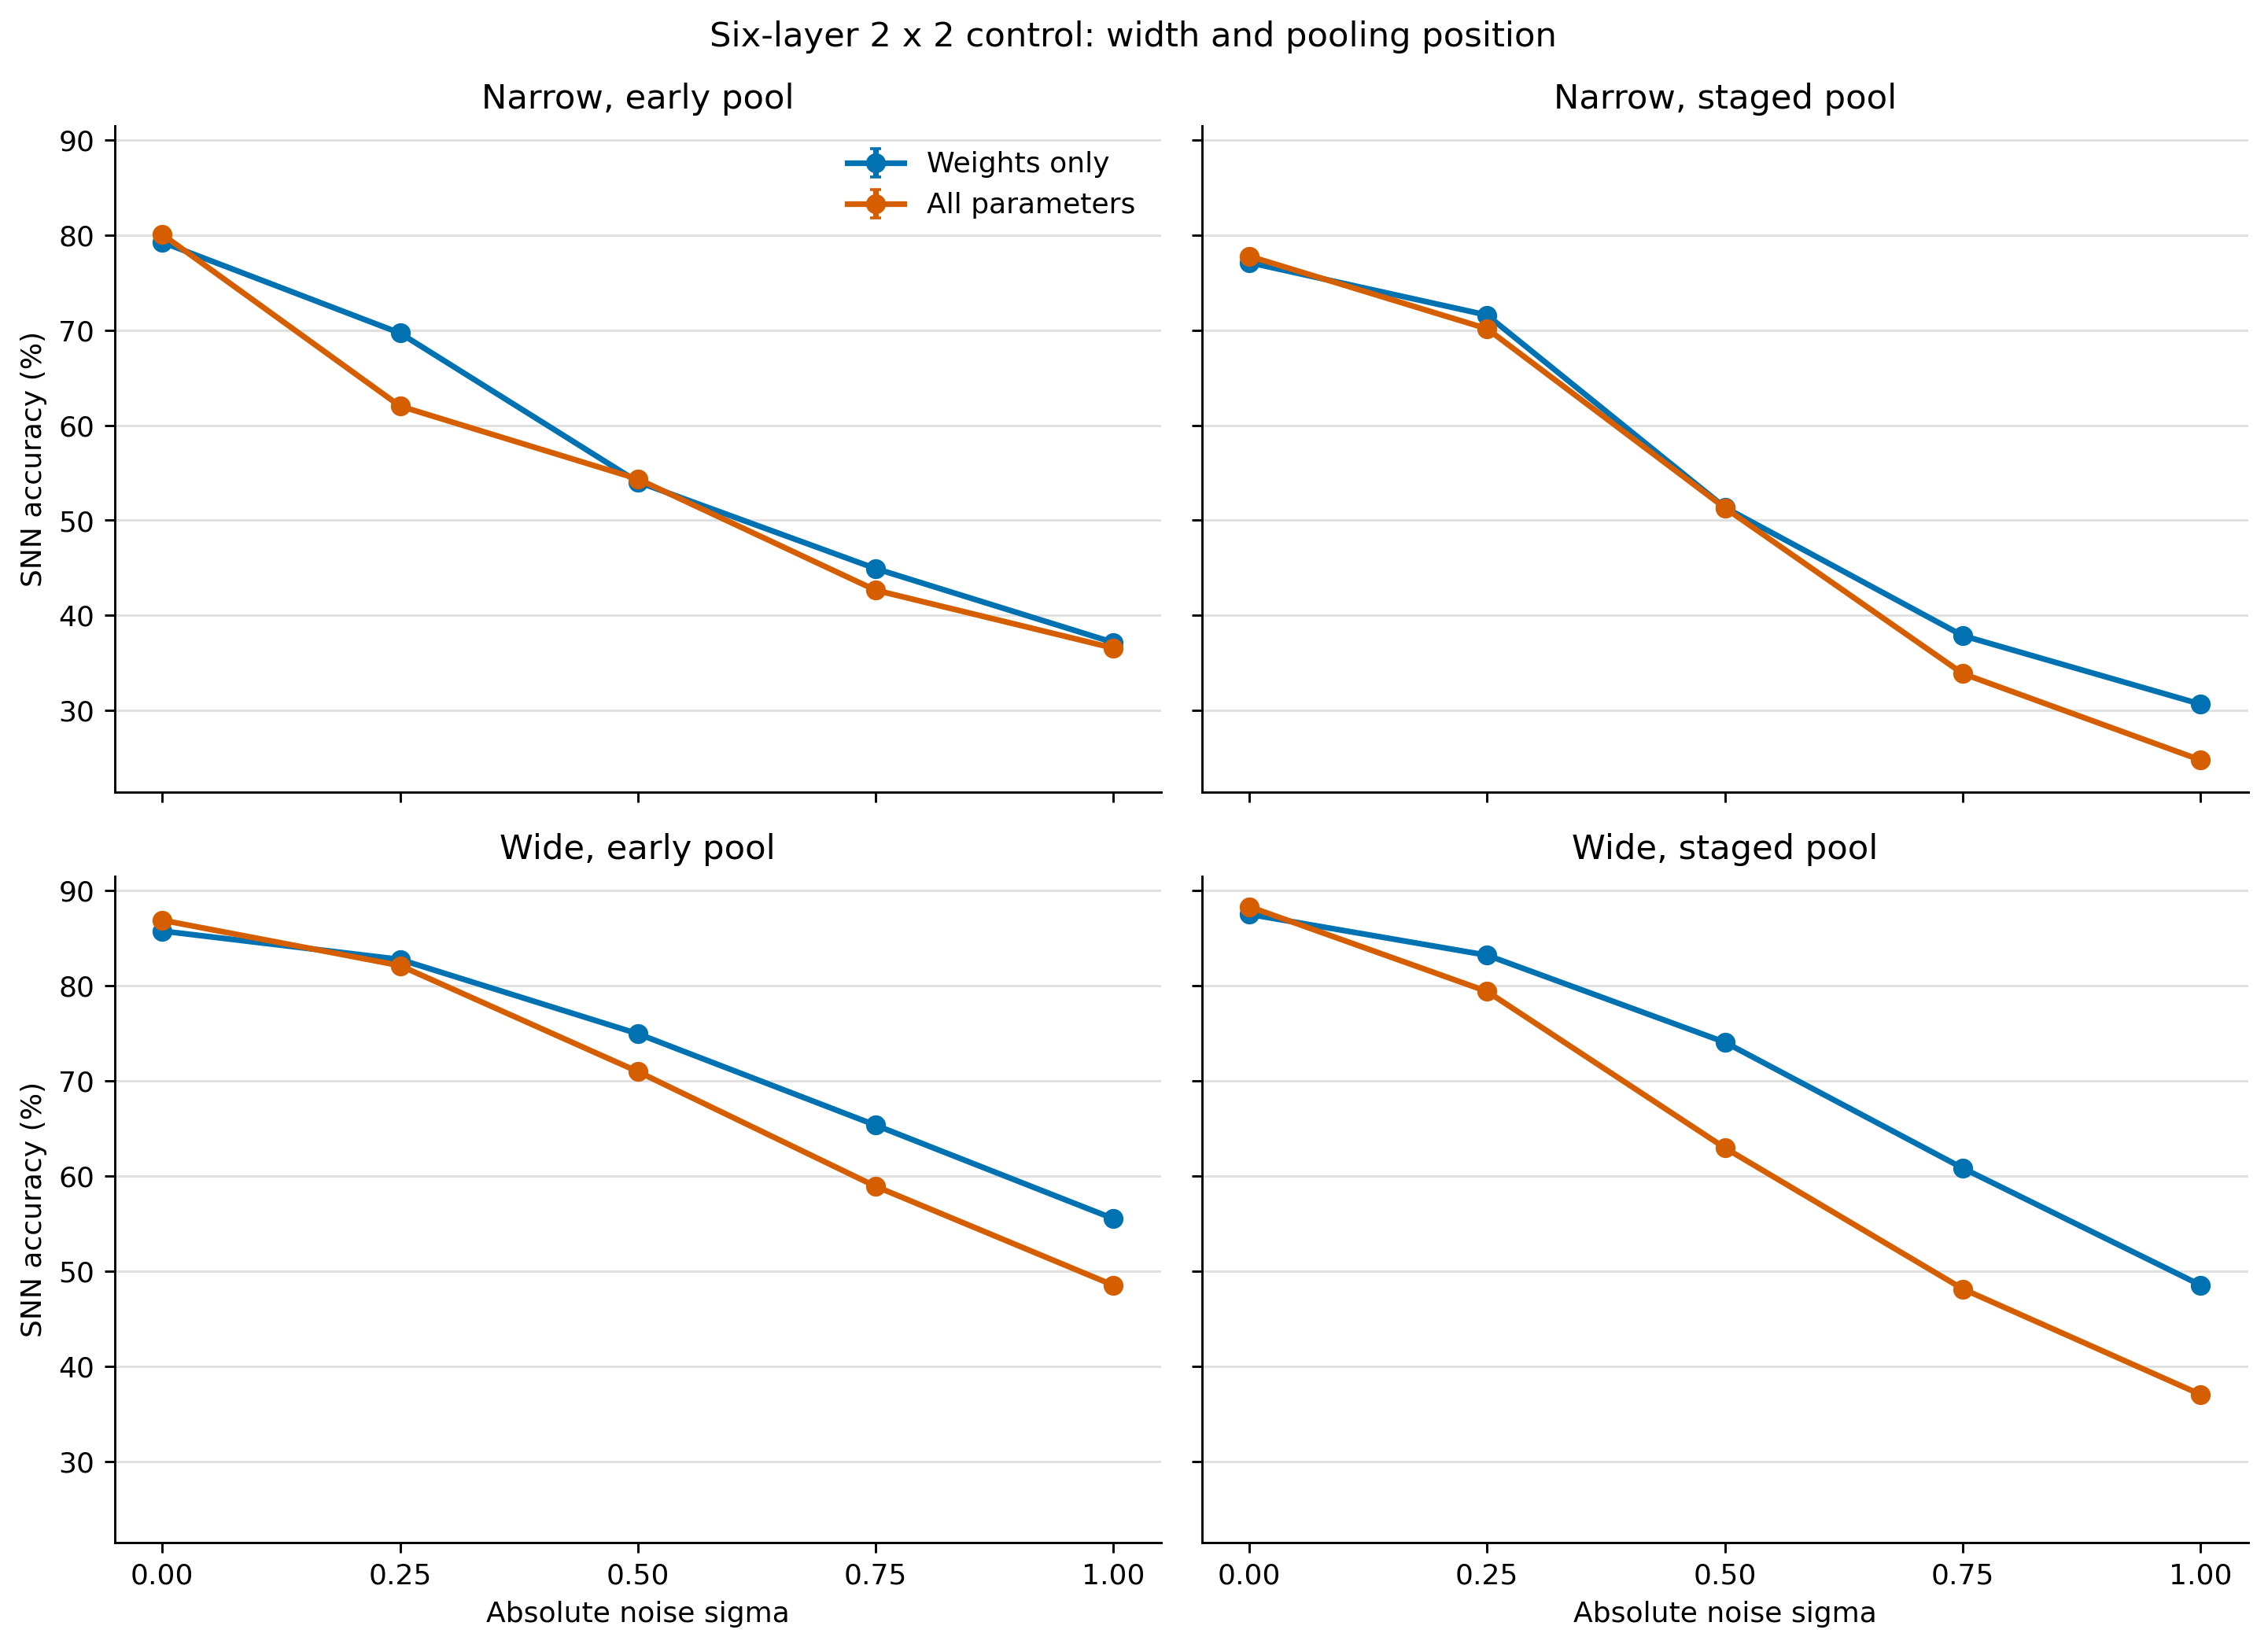 Six-layer 2 x 2 control: width and pooling position
Narrow, early pool
Narrow, staged pool
Weights only
All parameters
90
80
70
60
50
40
30
SNN accuracy (%)
Wide, early pool
Wide, staged pool
90
80
70
60
50
40
30
SNN accuracy (%)
0.00 0.25 0.50 0.75 1.00
0.00 0.25 0.50 0.75 1.00
Absolute noise sigma
Absolute noise sigma